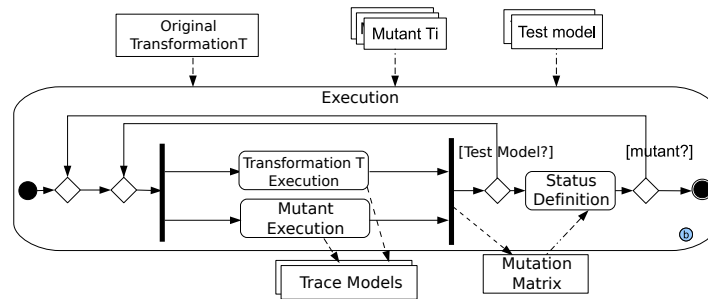 Original
TransformationT
Mutant Ti
Test model
Execution
[Test Model?]
[mutant?]
Transformation T
Execution
Status
Definition
Mutant
Execution
b
Trace Models
Mutation
Matrix